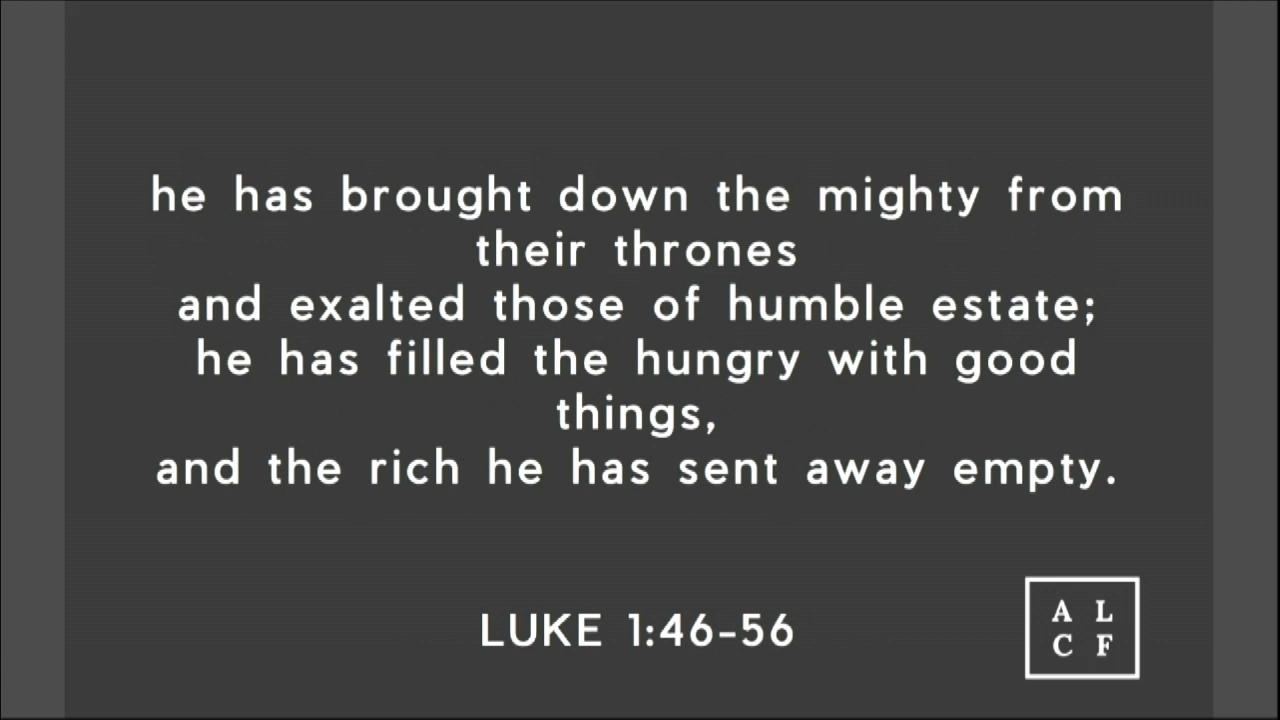 he has brought down the mighty from
their thrones
and exalted those of humble estate;
he has filled the hungry with good
things,
and the rich he has sent away empty.
LUKE 1:46-56
A L
C F